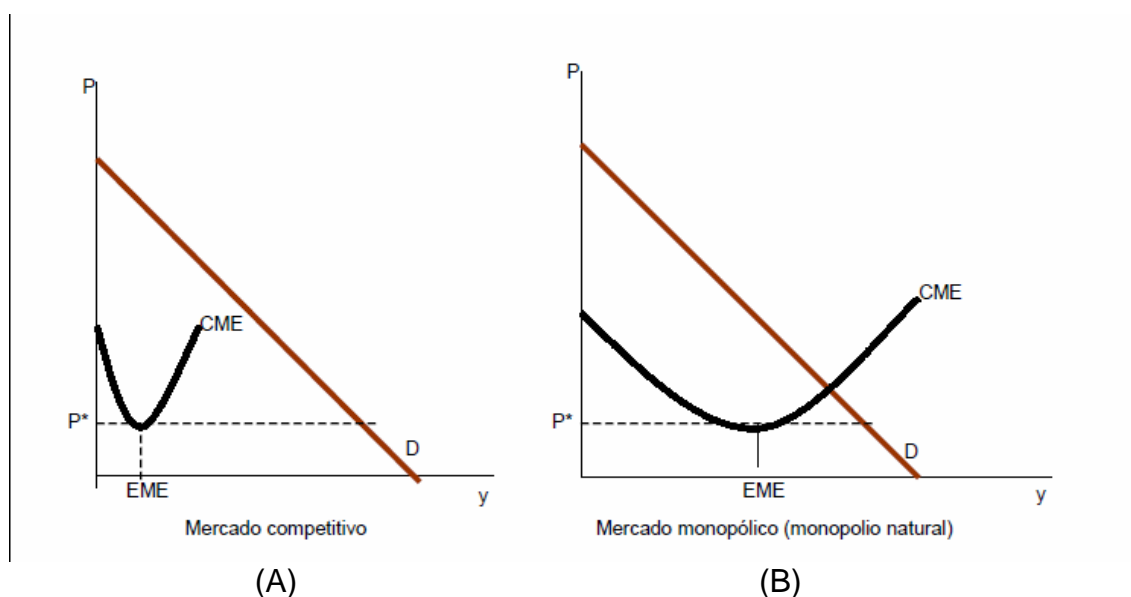 P
CME
P*
D
EME
y
Mercado competitivo
(A)
P
CME
P*
D
EME
y
Mercado monopólico (monopolio natural)
(B)